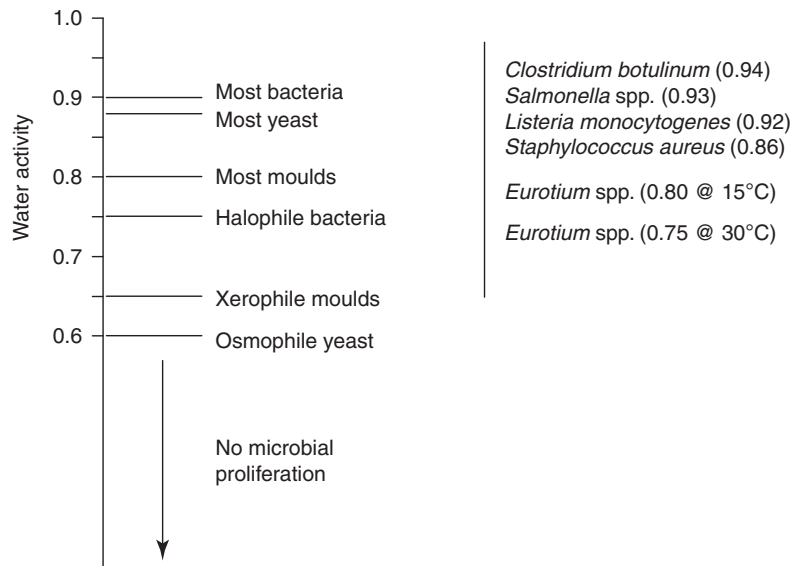 Water activity
1.0
0.9
0.8
0.7
0.6
Most bacteria
Most yeast
Most moulds
Halophile bacteria
Xerophile moulds
Osmophile yeast
No microbial
proliferation
Clostridium botulinum (0.94)
Salmonella spp. (0.93)
Listeria monocytogenes (0.92)
Staphylococcus aureus (0.86)
Eurotium spp. (0.80 @ 15°C)
Eurotium spp. (0.75 @ 30°C)